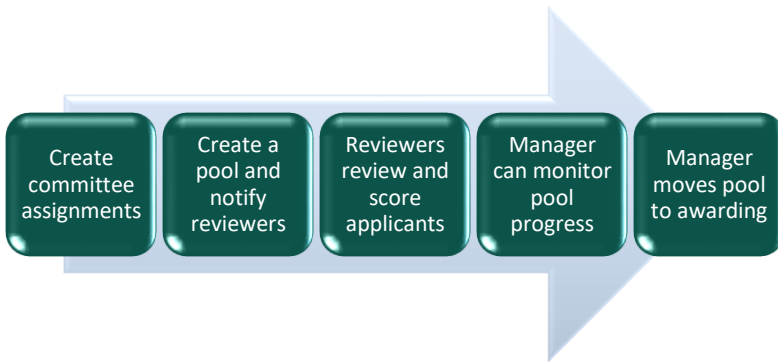 Create
committee
assignments
Create a
pool and
notify
reviewers
Reviewers
review and
score
applicants
Manager
can monitor
pool
progress
Manager
moves pool
to awarding